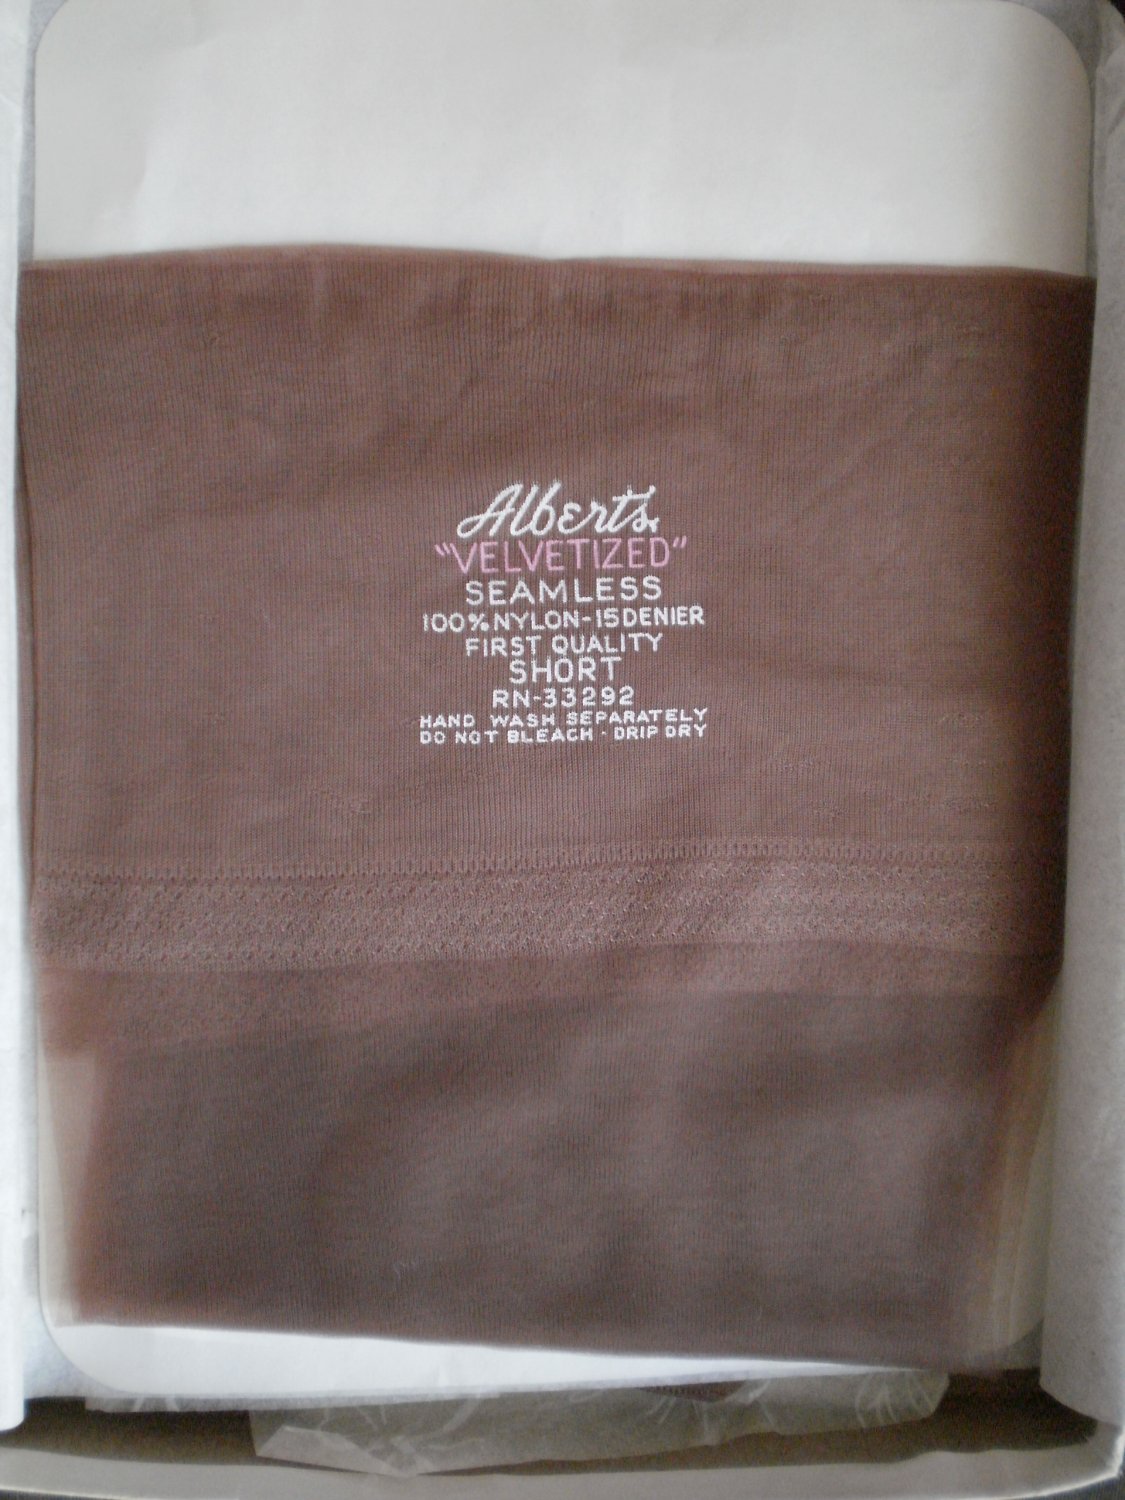 Alberts.
"VELVETIZED"
SEAMLESS
100% NYLON-15 DENIER
FIRST QUALITY
SHORT
RN-33292
HAND WASH SEPARATELY
DO NOT BLEACH · DRIP DRY